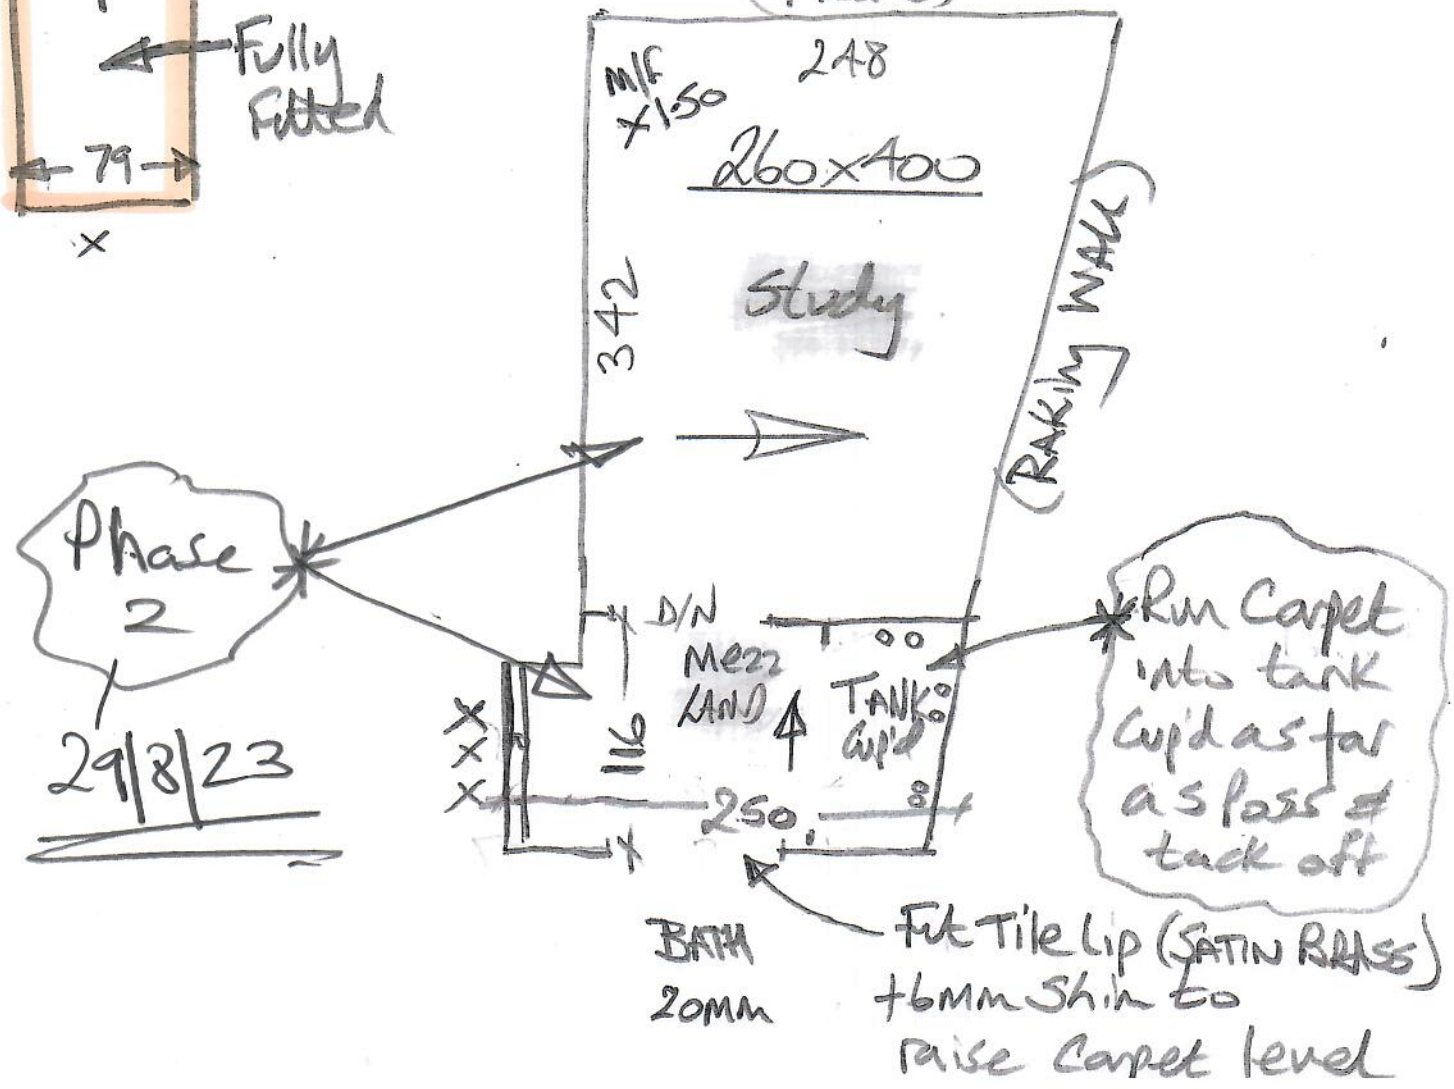 Fully
Fitted
79
x
248
M/F
x1.50
260x400
Study
342
(RAKING WALL)
Phase
2
29/8/23
D/N
MEZZ
LAND
TANK
Cup'd
116
XXX
250
Run Carpet
into tank
Cup'd as far
as poss &
tack off
BATH
20MM
Fit Tile Lip (SATIN BRASS)
+6mm Shim to
raise Carpet level